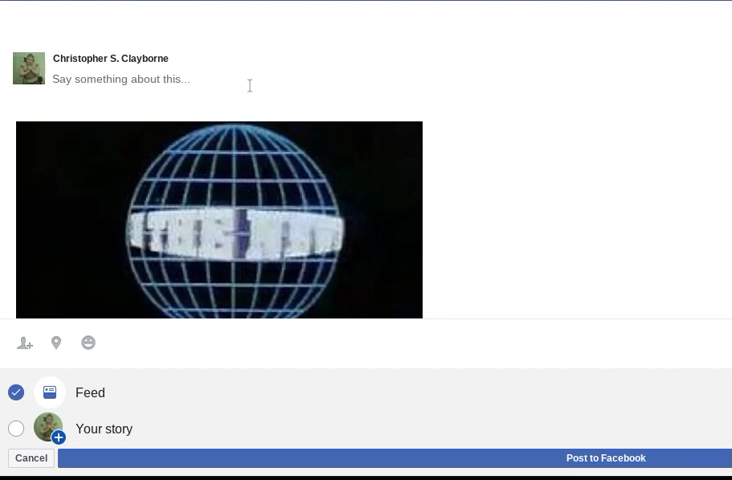 Christopher S. Clayborne
Say something about this...
Feed
Your story
Cancel
Post to Facebook